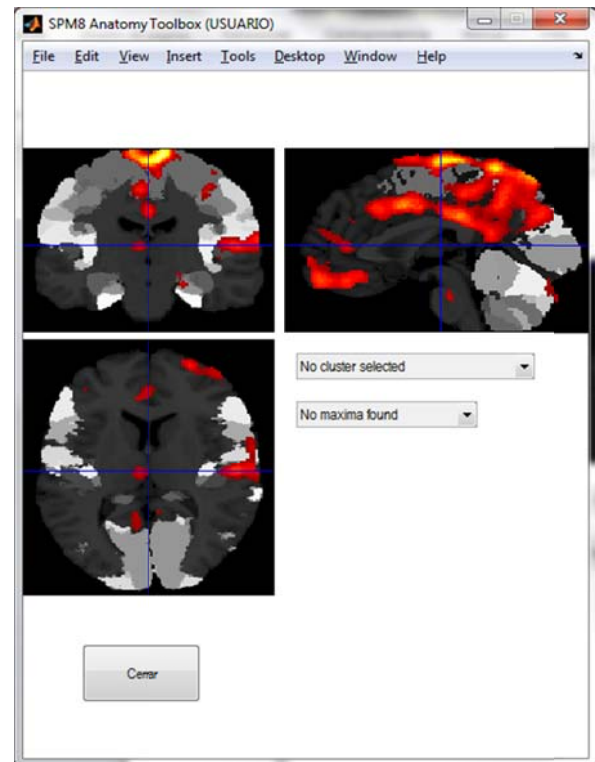 SPM8 Anatomy Toolbox (USUARIO)
File Edit View Insert Tools Desktop Window Help
No cluster selected
No maxima found
Cerrar